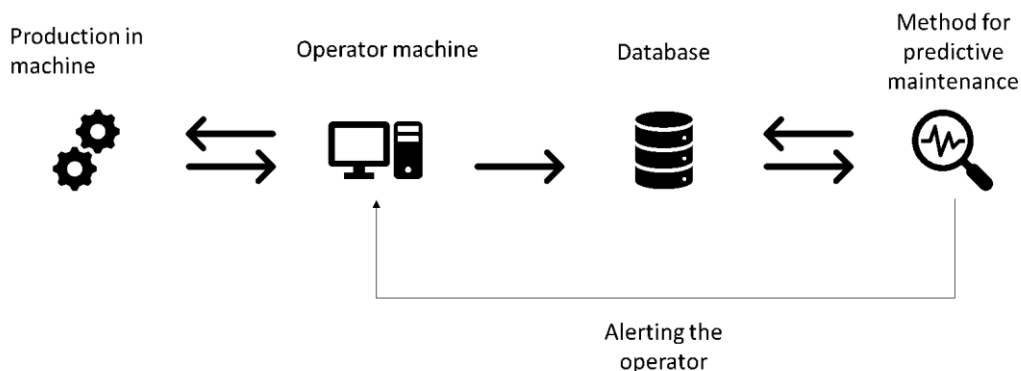 Production in
machine
Operator machine
Database
Method for
predictive
maintenance
Alerting the
operator